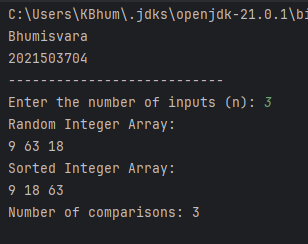 C:\Users\KBhum\.jdks\openjdk-21.0.1\bi
Bhumisvara
2021503704
---------------------------
Enter the number of inputs (n): 3
Random Integer Array:
9 63 18
Sorted Integer Array:
9 18 63
Number of comparisons: 3